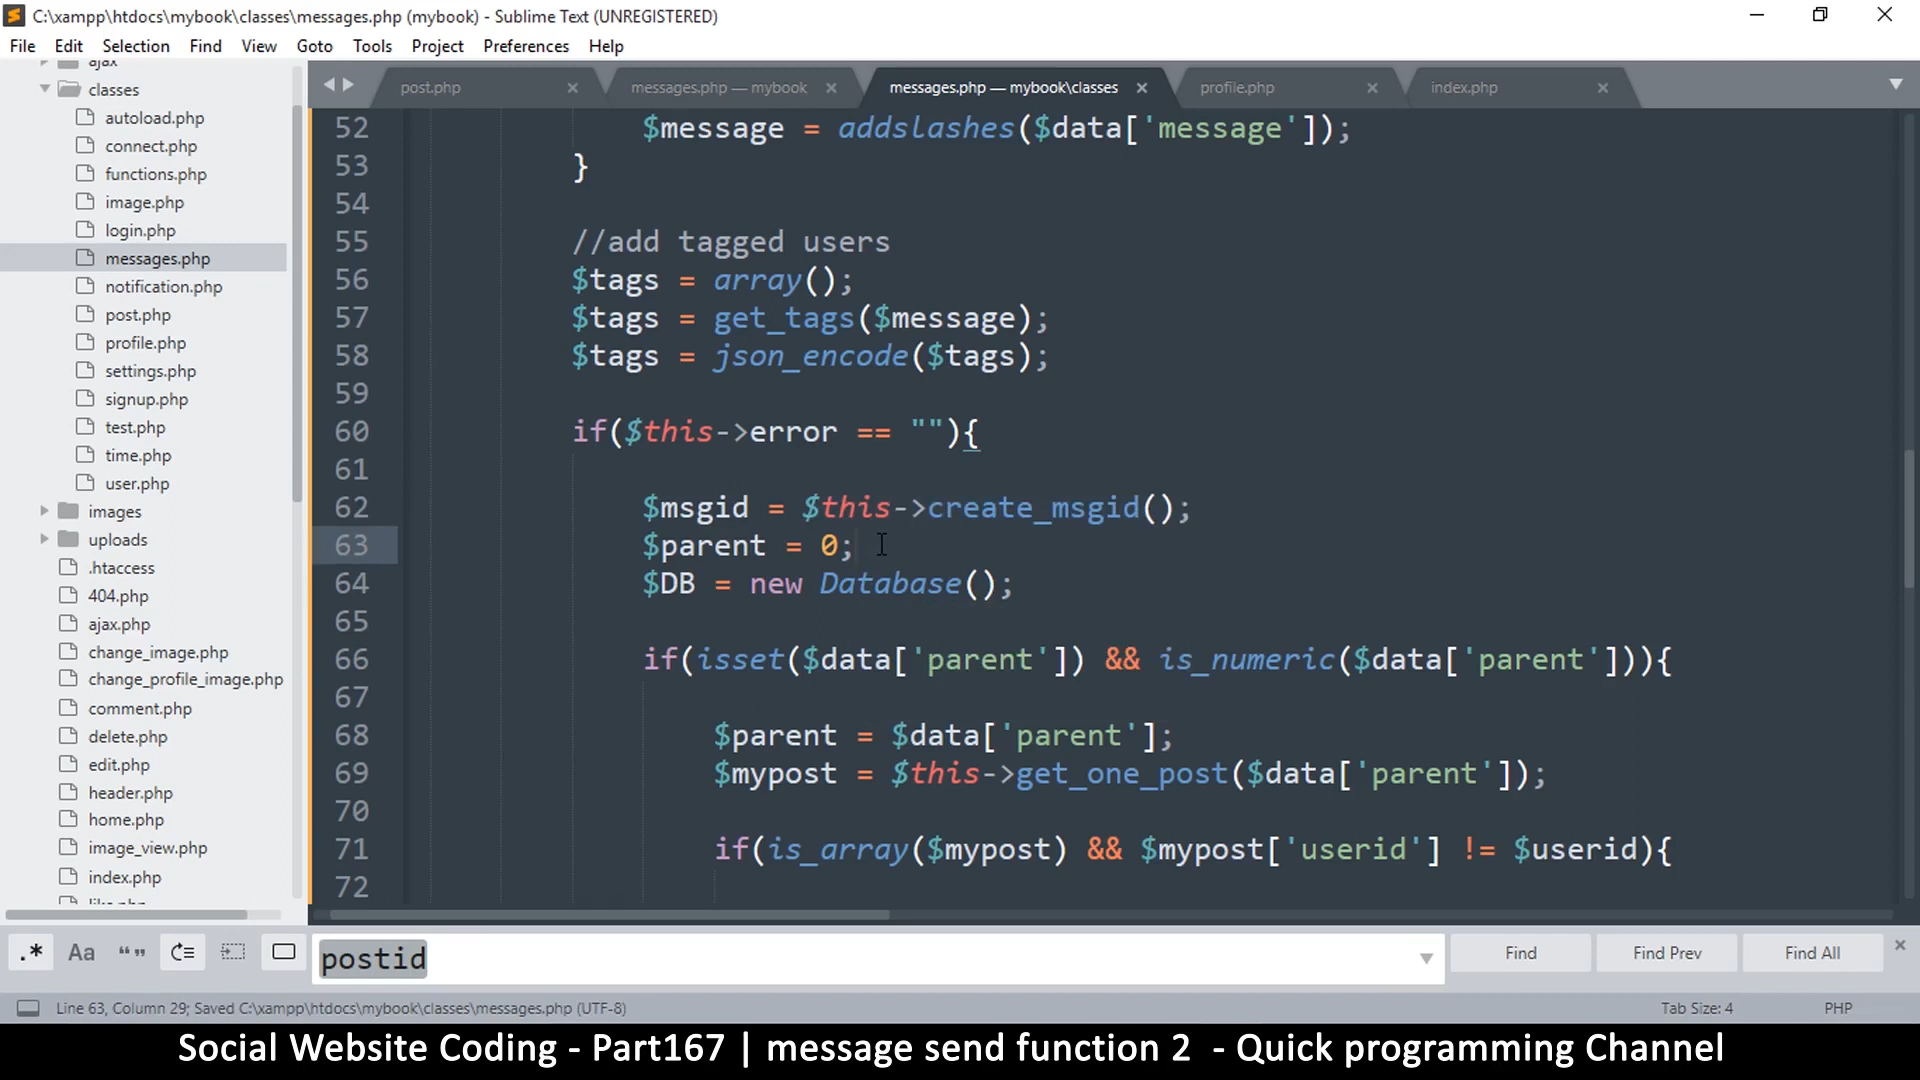 C:\xampp\htdocs\mybook\classes\messages.php (mybook) - Sublime Text (UNREGISTERED)
File Edit Selection Find View Goto Tools Project Preferences Help
ajax
classes
autoload.php
connect.php
functions.php
image.php
login.php
messages.php
notification.php
post.php
profile.php
settings.php
signup.php
test.php
time.php
user.php
images
uploads
.htaccess
404.php
ajax.php
change_image.php
change_profile_image.php
comment.php
delete.php
edit.php
header.php
home.php
image_view.php
index.php
like.php
post.php messages.php — mybook messages.php — mybook\classes profile.php index.php
52 $message = addslashes($data['message']);
53 }
54
55 //add tagged users
56 $tags = array();
57 $tags = get_tags($message);
58 $tags = json_encode($tags);
59
60 if($this->error == ""){
61
62 $msgid = $this->create_msgid();
63 $parent = 0;
64 $DB = new Database();
65
66 if(isset($data['parent']) && is_numeric($data['parent'])){
67
68 $parent = $data['parent'];
69 $mypost = $this->get_one_post($data['parent']);
70
71 if(is_array($mypost) && $mypost['userid'] != $userid){
72
.* Aa “” postid Find Find Prev Find All
Line 63, Column 29; Saved C:\xampp\htdocs\mybook\classes\messages.php (UTF-8) Tab Size: 4 PHP
Social Website Coding - Part167 | message send function 2 - Quick programming Channel